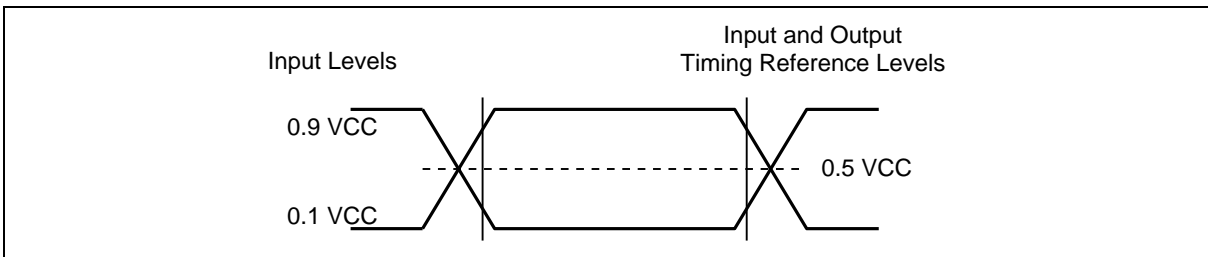 Input and Output
Timing Reference Levels
Input Levels
0.9 VCC
0.5 VCC
0.1 VCC